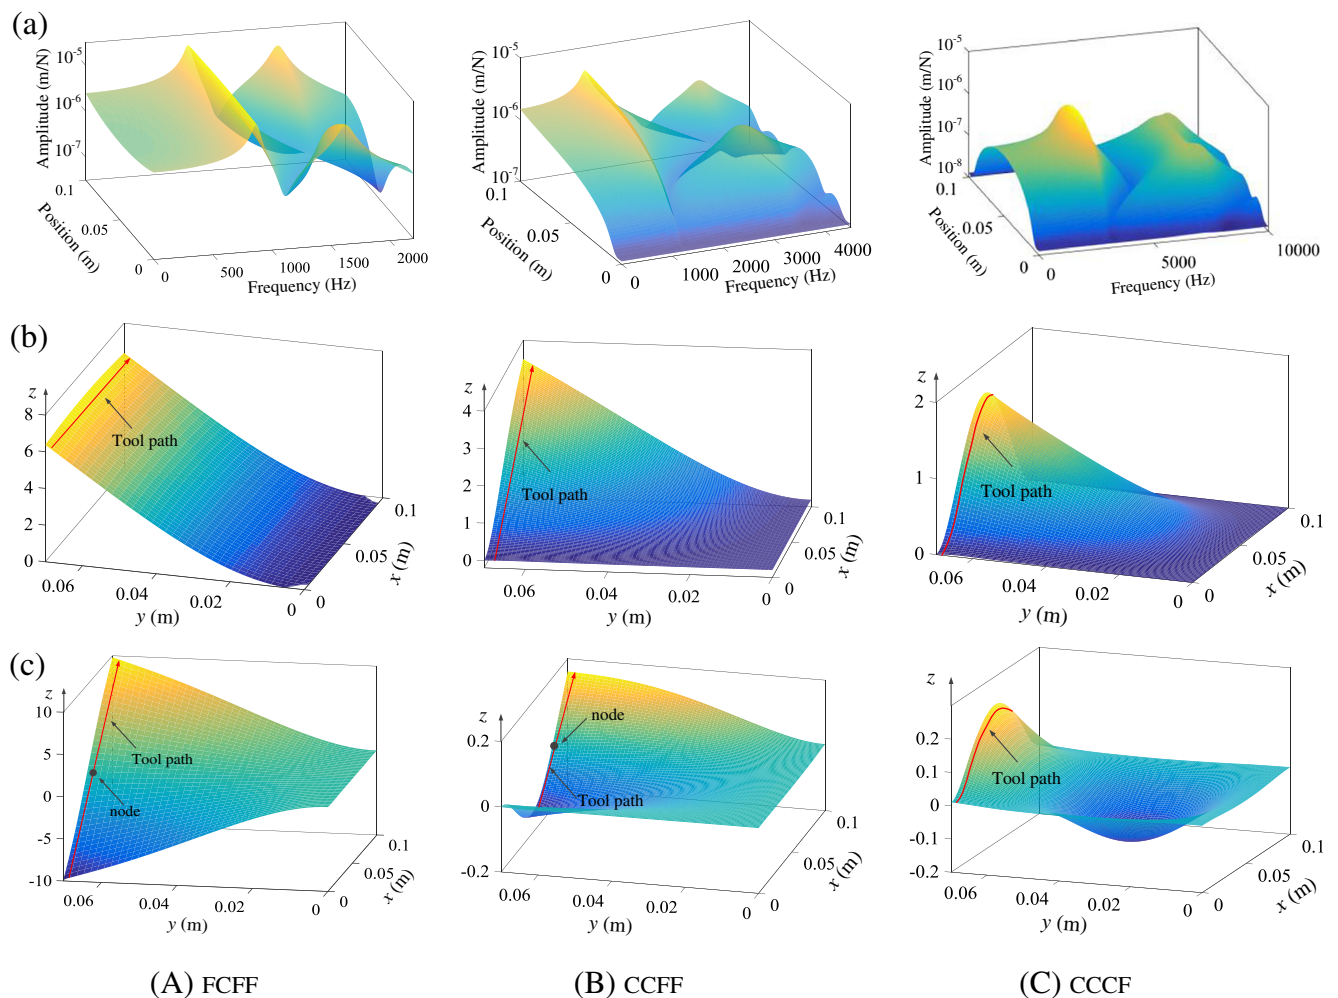 (a)
Amplitude (m/N)
10-5
10-6
10-7
0.1
0.05
0
Position (m)
0
500
1000
1500
2000
Frequency (Hz)
Amplitude (m/N)
10-5
10-6
10-7
0.1
0.05
0
Position (m)
0
1000
2000
3000
4000
Frequency (Hz)
Amplitude (m/N)
10-5
10-6
10-7
10-8
0.1
0.05
0
Position (m)
0
5000
10000
Frequency (Hz)
(b)
z
8
6
4
2
0
Tool path
0.06
0.04
0.02
0
y (m)
0
0.05
0.1
x (m)
z
4
3
2
1
0
Tool path
0.06
0.04
0.02
0
y (m)
0
0.05
0.1
x (m)
z
2
1
0
Tool path
0.06
0.04
0.02
0
y (m)
0
0.05
0.1
x (m)
(c)
z
10
5
0
-5
-10
Tool path
node
0.06
0.04
0.02
0
y (m)
0
0.05
0.1
x (m)
z
0.2
0
-0.2
node
Tool path
0.06
0.04
0.02
0
y (m)
0
0.05
0.1
x (m)
z
0.2
0.1
0
-0.1
-0.2
Tool path
0.06
0.04
0.02
0
y (m)
0
0.05
0.1
x (m)
(A) FCFF
(B) CCFF
(C) CCCF